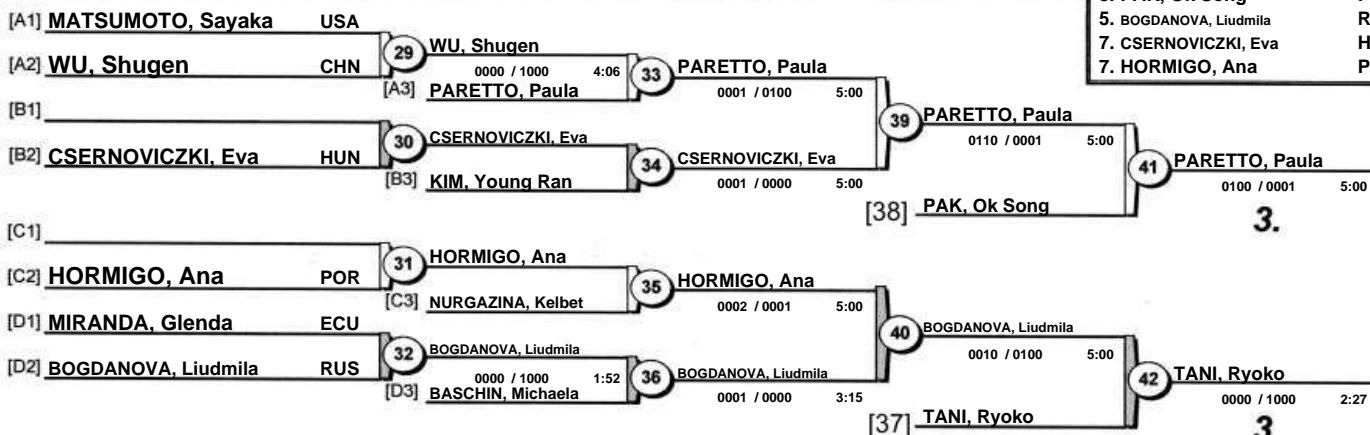 5. BOGDANOVA, Liudmila R
7. CSERNOVICZKI, Eva H
7. HORMIGO, Ana P
[A1] MATSUMOTO, Sayaka USA
[A2] WU, Shugen CHN
29 WU, Shugen
0000 / 1000 4:06
[A3] PARETTO, Paula
33 PARETTO, Paula
0001 / 0100 5:00
[B1]
[B2] CSERNOVICZKI, Eva HUN
30 CSERNOVICZKI, Eva
[B3] KIM, Young Ran
34 CSERNOVICZKI, Eva
0001 / 0000 5:00
39 PARETTO, Paula
0110 / 0001 5:00
[38] PAK, Ok Song
41 PARETTO, Paula
0100 / 0001 5:00
3.
[C1]
[C2] HORMIGO, Ana POR
31 HORMIGO, Ana
[C3] NURGAZINA, Kelbet
35 HORMIGO, Ana
0002 / 0001 5:00
[D1] MIRANDA, Glenda ECU
[D2] BOGDANOVA, Liudmila RUS
32 BOGDANOVA, Liudmila
0000 / 1000 1:52
[D3] BASCHIN, Michaela
36 BOGDANOVA, Liudmila
0001 / 0000 3:15
40 BOGDANOVA, Liudmila
0010 / 0100 5:00
[37] TANI, Ryoko
42 TANI, Ryoko
0000 / 1000 2:27
3